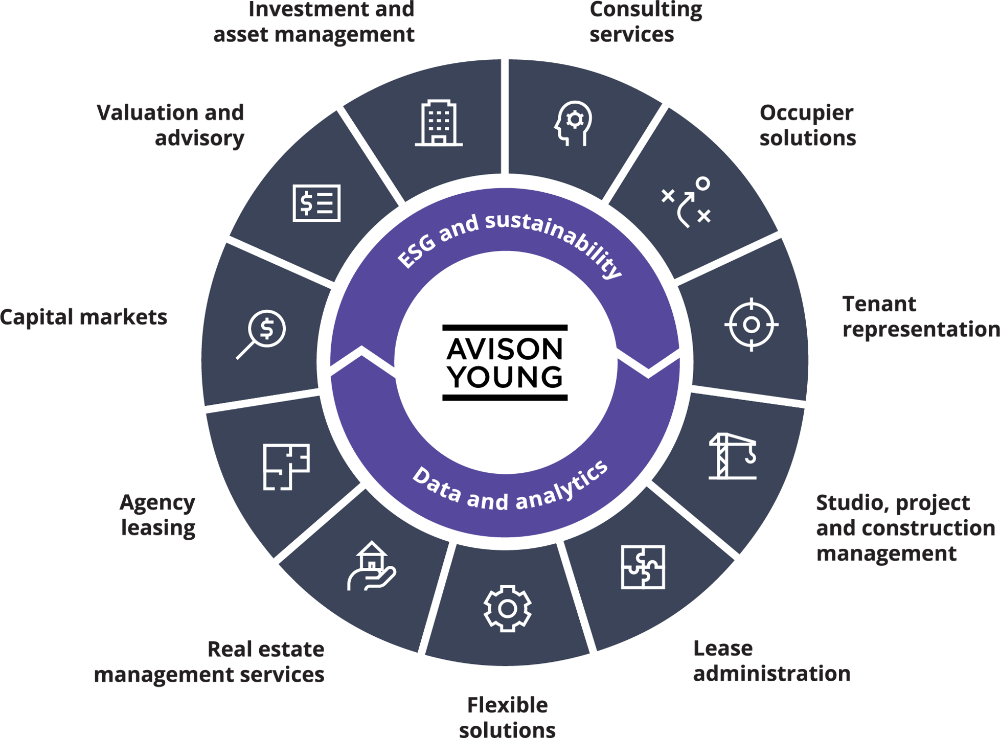 Investment and
asset management
Consulting
services
Occupier
solutions
Tenant
representation
Studio, project
and construction
management
Lease
administration
Flexible
solutions
Real estate
management services
Agency
leasing
Capital markets
Valuation and
advisory
ESG and sustainability
Data and analytics
AVISON
YOUNG